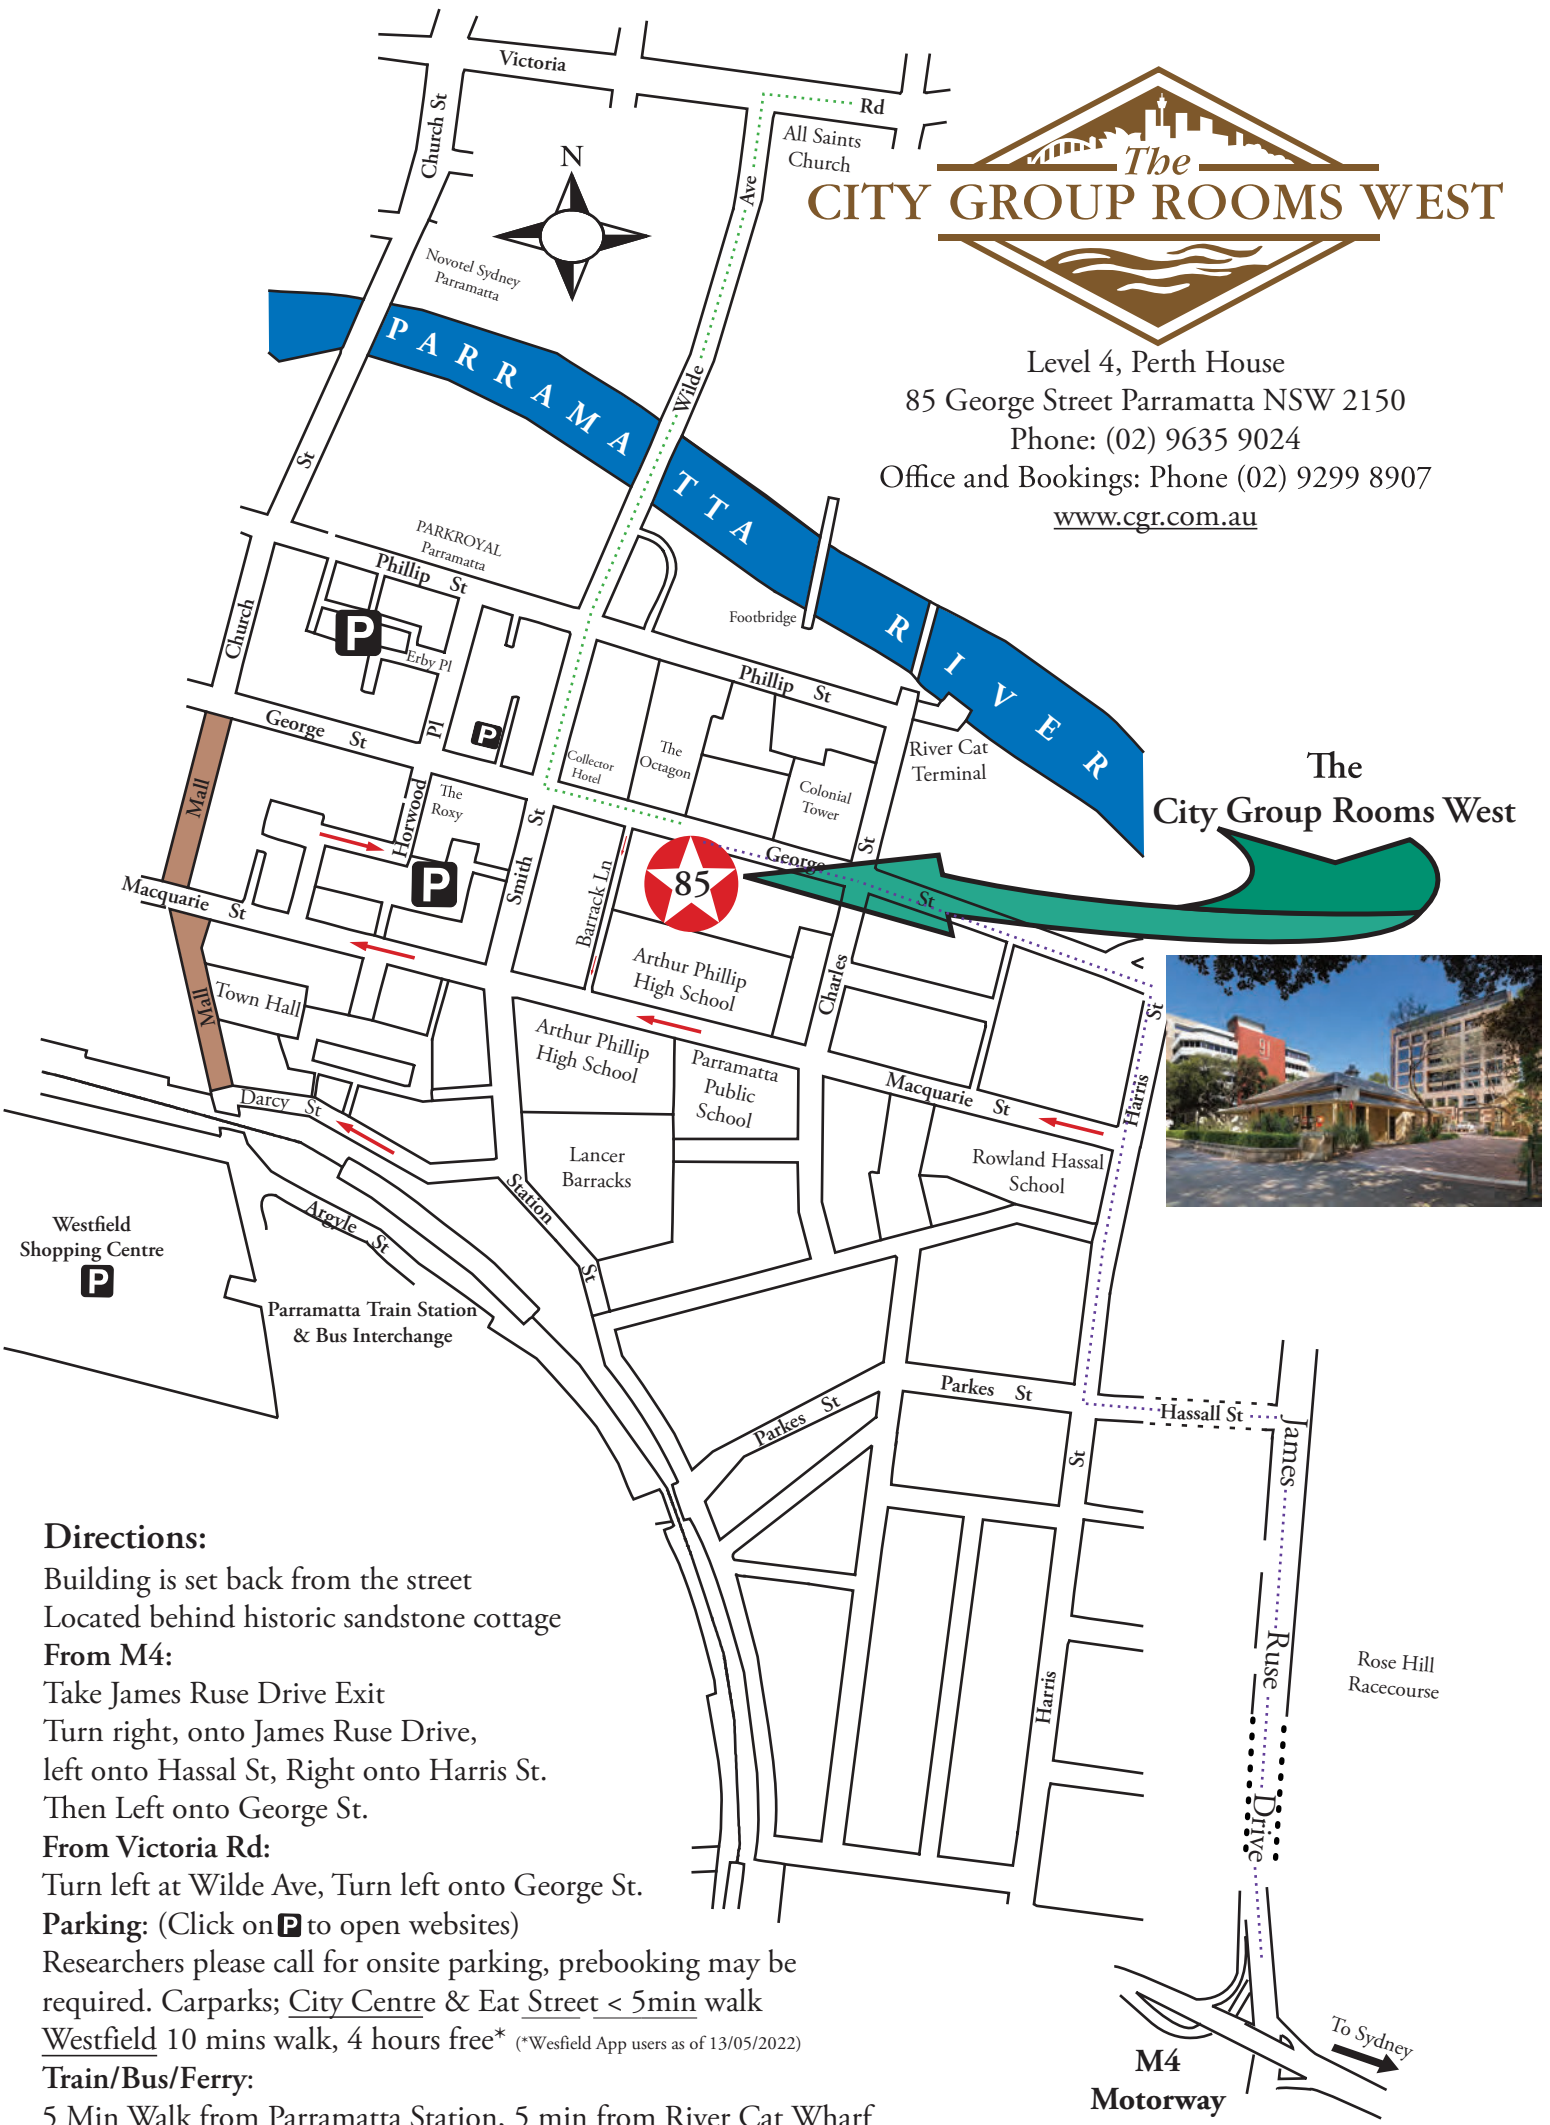 The
CITY GROUP ROOMS WEST
Level 4, Perth House
85 George Street Parramatta NSW 2150
Phone: (02) 9635 9024
Office and Bookings: Phone (02) 9299 8907
www.cgr.com.au
Victoria Rd
Church St
All Saints
Church
N
Wilde Ave
Novotel Sydney
Parramatta
PARRAMATTA RIVER
Church St
PARKROYAL
Parramatta
Phillip St
P
Erby Pl
Footbridge
Phillip St
George St
Horwood Pl
P
Collector
Hotel
The
Octagon
Colonial
Tower
River Cat
Terminal
The
City Group Rooms West
Mall
The
Roxy
P
Smith St
Barrack Ln
85
George St
Charles St
Macquarie St
Mall
Town Hall
Arthur Phillip
High School
Arthur Phillip
High School
Parramatta
Public
School
Macquarie St
Harris St
<
91
Darcy St
Lancer
Barracks
Rowland Hassal
School
Station St
Argyle St
Westfield
Shopping Centre
P
Parramatta Train Station
& Bus Interchange
Parkes St
Parkes St
Hassall St
Harris St
James Ruse Drive
Rose Hill
Racecourse
To Sydney
M4
Motorway
Directions:
Building is set back from the street
Located behind historic sandstone cottage
From M4:
Take James Ruse Drive Exit
Turn right, onto James Ruse Drive,
left onto Hassal St, Right onto Harris St.
Then Left onto George St.
From Victoria Rd:
Turn left at Wilde Ave, Turn left onto George St.
Parking: (Click on P to open websites)
Researchers please call for onsite parking, prebooking may be
required. Carparks; City Centre & Eat Street < 5min walk
Westfield 10 mins walk, 4 hours free* (*Wesfield App users as of 13/05/2022)
Train/Bus/Ferry:
5 Min Walk from Parramatta Station, 5 min from River Cat Wharf